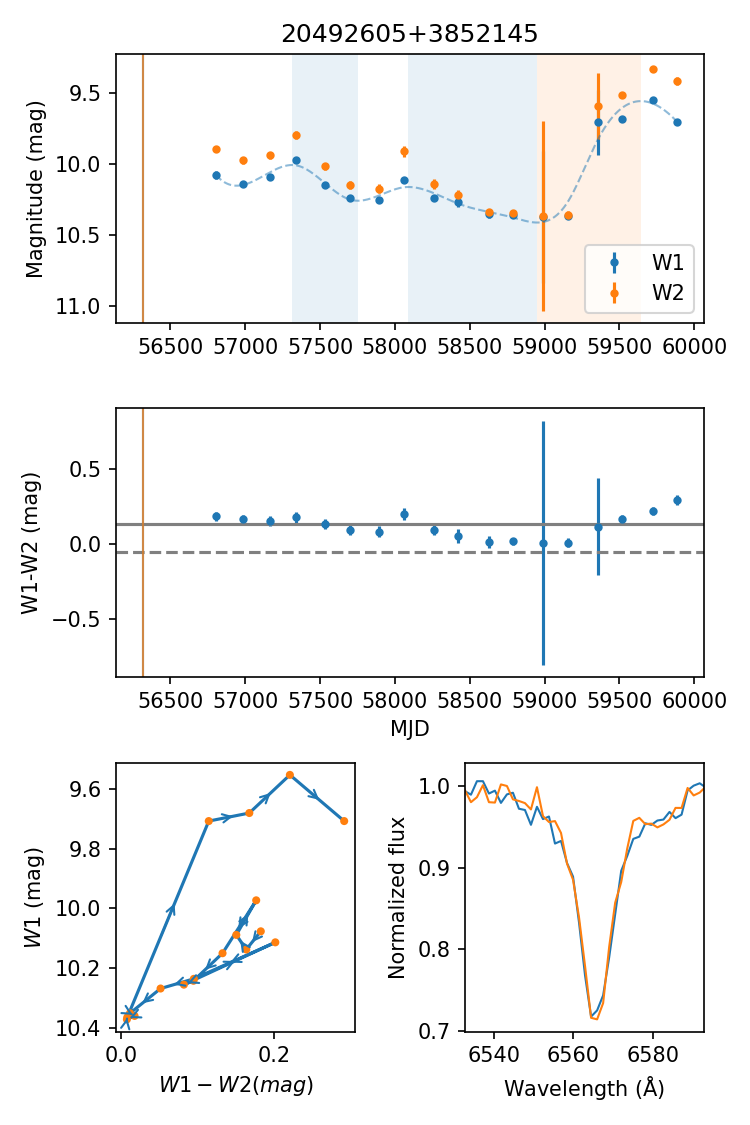 20492605+3852145
Magnitude (mag)
9.5
10.0
10.5
11.0
W1
W2
56500 57000 57500 58000 58500 59000 59500 60000
W1-W2 (mag)
0.5
0.0
−0.5
56500 57000 57500 58000 58500 59000 59500 60000
MJD
W1 (mag)
9.6
9.8
10.0
10.2
10.4
0.0 0.2
W1 − W2(mag)
Normalized flux
1.0
0.9
0.8
0.7
6540 6560 6580
Wavelength (Å)